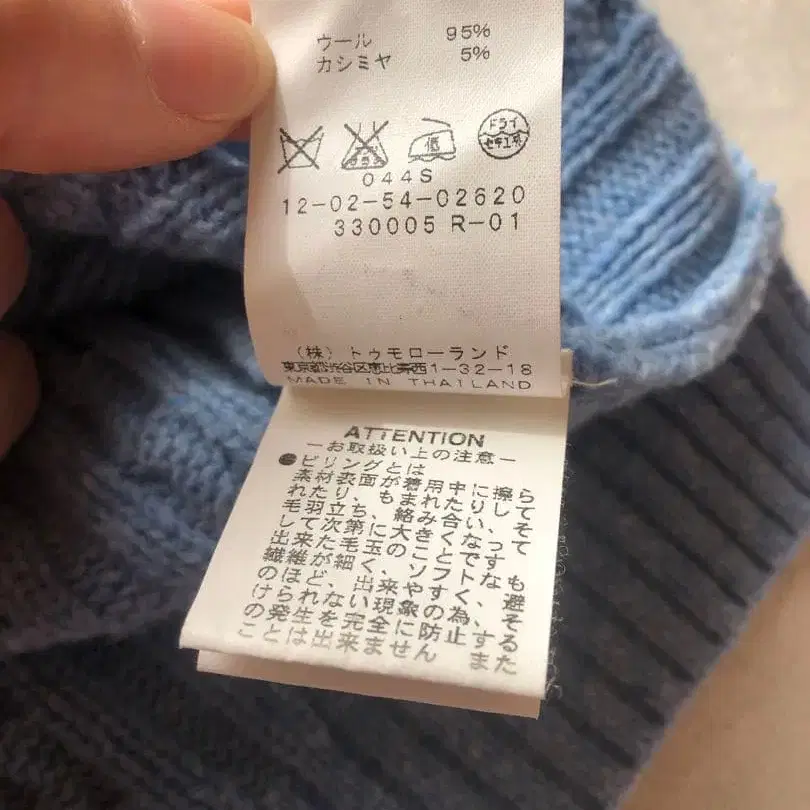 ウール 95%
カシミヤ 5%
低
ドライ
セキユ系
044S
12-02-54-02620
330005 R-01
(株) トゥモローランド
東京都渋谷区恵比寿西1-32-18
MADE IN THAILAND
ATTENTION
ーお取扱い上の注意ー
●ピリングとは
素材表面が着用中に擦ら
れたり、もまれたりして
毛羽立ち、絡み合い、そ
して次第に大きくなって
出来た毛玉のことです
繊維が細く、ソフトなも
のほど、出来やすく、避
けられない現象の為、そ
の発生を完全に防止する
ことは出来ません また